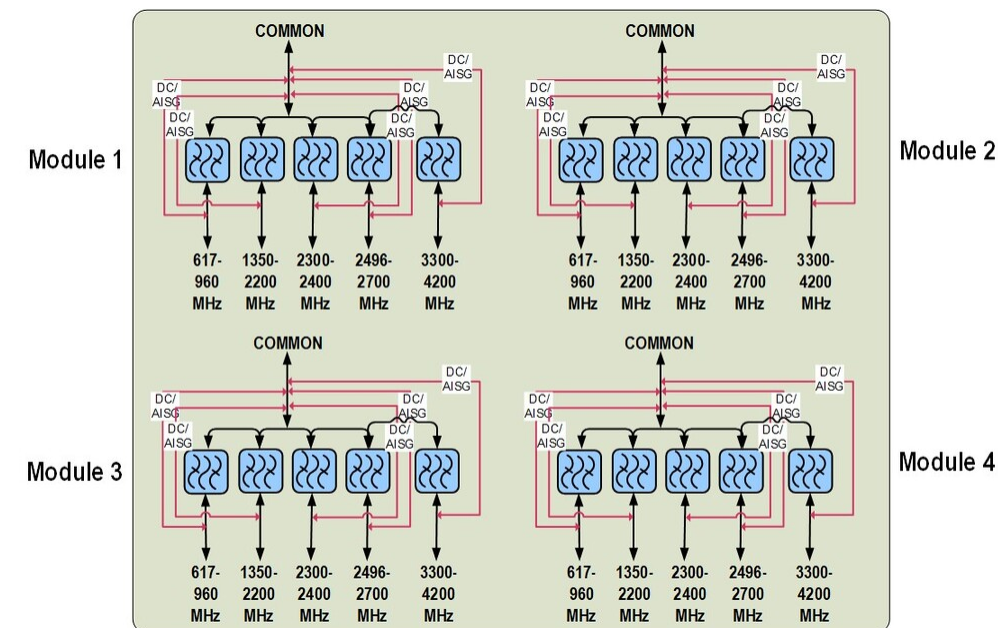 COMMON
DC/
AISG
DC/
AISG
DC/
AISG
DC/
AISG
DC/
AISG
Module 1
617-
960
MHz
1350-
2200
MHz
2300-
2400
MHz
2496-
2700
MHz
3300-
4200
MHz
COMMON
DC/
AISG
DC/
AISG
DC/
AISG
DC/
AISG
DC/
AISG
Module 2
617-
960
MHz
1350-
2200
MHz
2300-
2400
MHz
2496-
2700
MHz
3300-
4200
MHz
COMMON
DC/
AISG
DC/
AISG
DC/
AISG
DC/
AISG
DC/
AISG
Module 3
617-
960
MHz
1350-
2200
MHz
2300-
2400
MHz
2496-
2700
MHz
3300-
4200
MHz
COMMON
DC/
AISG
DC/
AISG
DC/
AISG
DC/
AISG
DC/
AISG
Module 4
617-
960
MHz
1350-
2200
MHz
2300-
2400
MHz
2496-
2700
MHz
3300-
4200
MHz